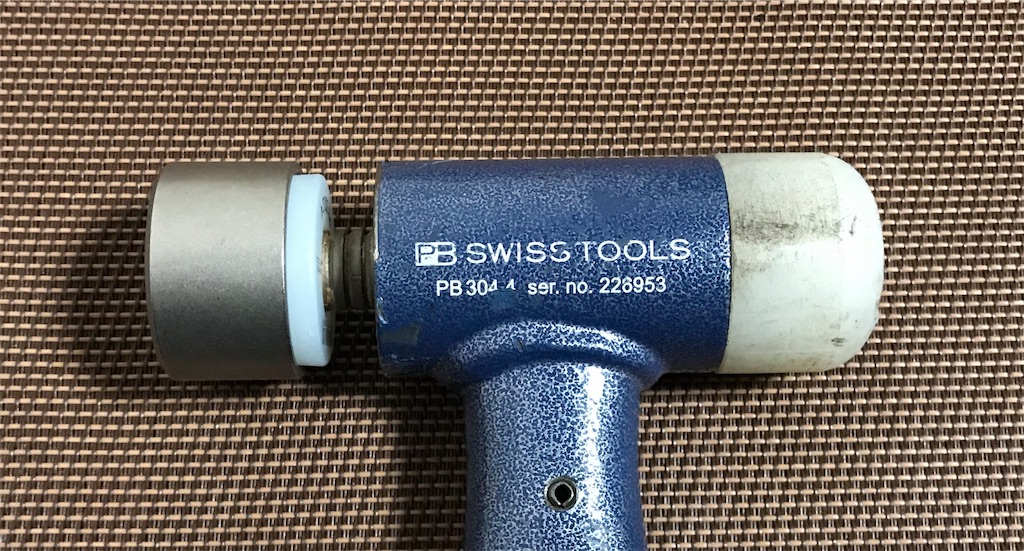 PB SWISS TOOLS
PB 304.4 ser. no. 226953